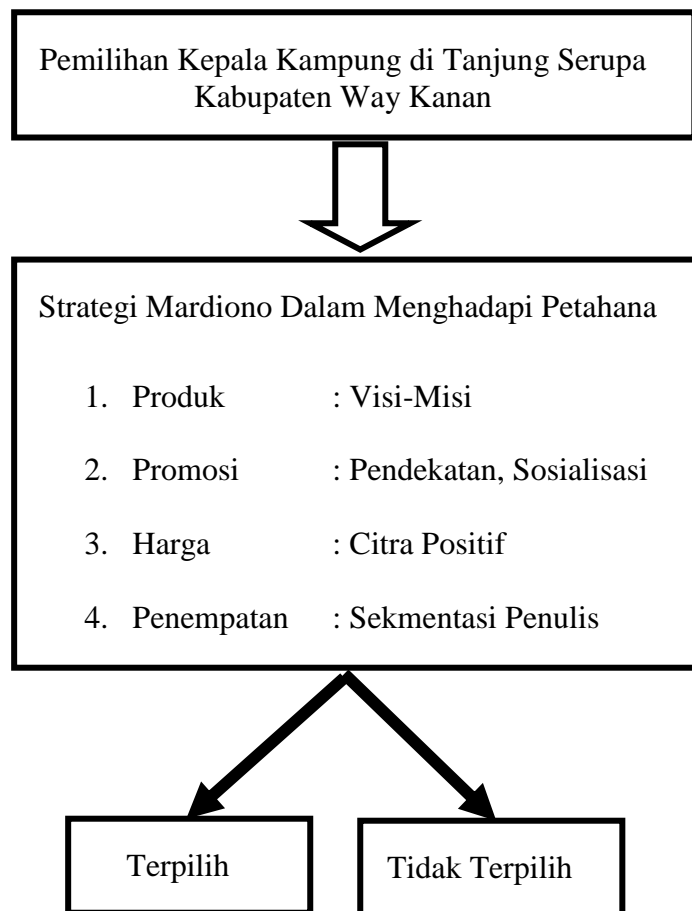 Pemilihan Kepala Kampung di Tanjung Serupa
Kabupaten Way Kanan
Strategi Mardiono Dalam Menghadapi Petahana
1. Produk : Visi-Misi
2. Promosi : Pendekatan, Sosialisasi
3. Harga : Citra Positif
4. Penempatan : Sekmentasi Penulis
Terpilih
Tidak Terpilih